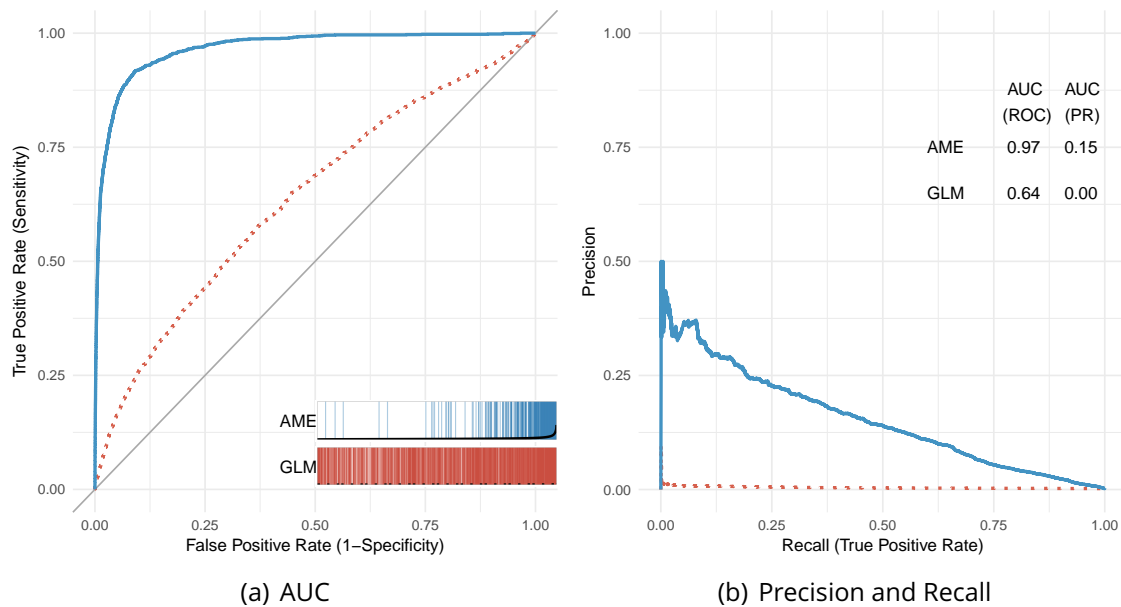 1.00
0.75
0.50
0.25
0.00
True Positive Rate (Sensitivity)
AME
GLM
0.00 0.25 0.50 0.75 1.00
False Positive Rate (1−Specificity)
(a) AUC
1.00
0.75
0.50
0.25
0.00
Precision
AUC AUC
(ROC) (PR)
AME 0.97 0.15
GLM 0.64 0.00
0.00 0.25 0.50 0.75 1.00
Recall (True Positive Rate)
(b) Precision and Recall